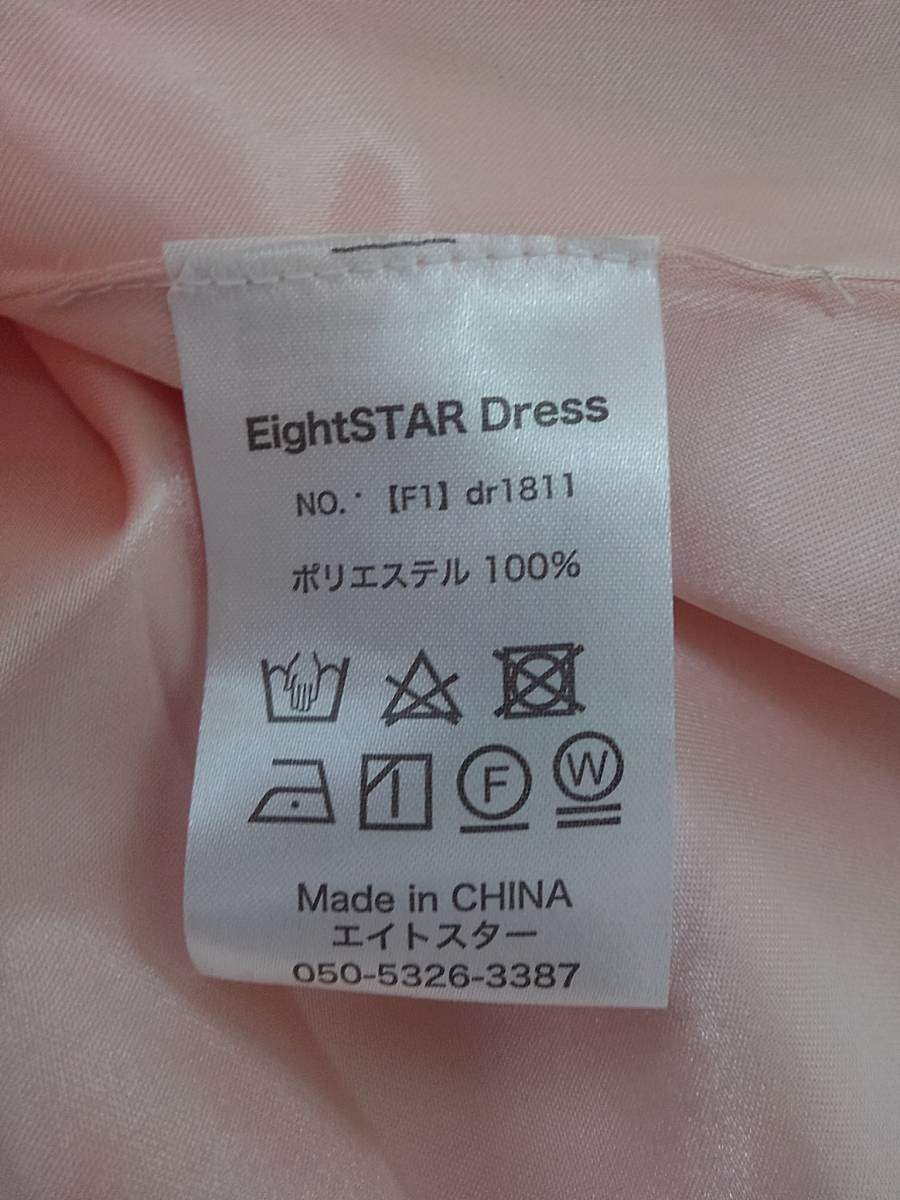 EightSTAR Dress
NO.・【F1】dr1811
ポリエステル 100%
F W
Made in CHINA
エイトスター
050-5326-3387